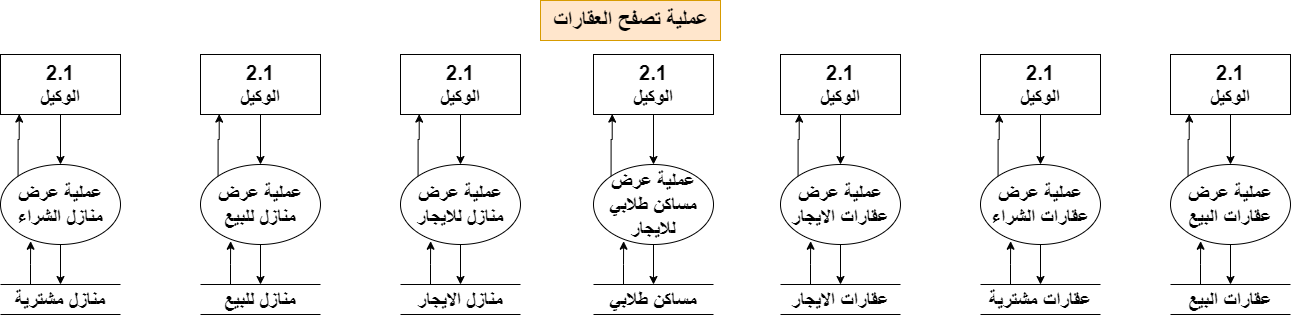 عملية تصفح العقارات
2.1
الوكيل
2.1
الوكيل
2.1
الوكيل
2.1
الوكيل
2.1
الوكيل
2.1
الوكيل
2.1
الوكيل
عملية عرض
عقارات البيع
عملية عرض
عقارات الشراء
عملية عرض
عقارات الايجار
عملية عرض
مساكن طلابي
للايجار
عملية عرض
منازل للايجار
عملية عرض
منازل للبيع
عملية عرض
منازل الشراء
عقارات البيع
عقارات مشترية
عقارات الايجار
مساكن طلابي
منازل الايجار
منازل للبيع
منازل مشترية